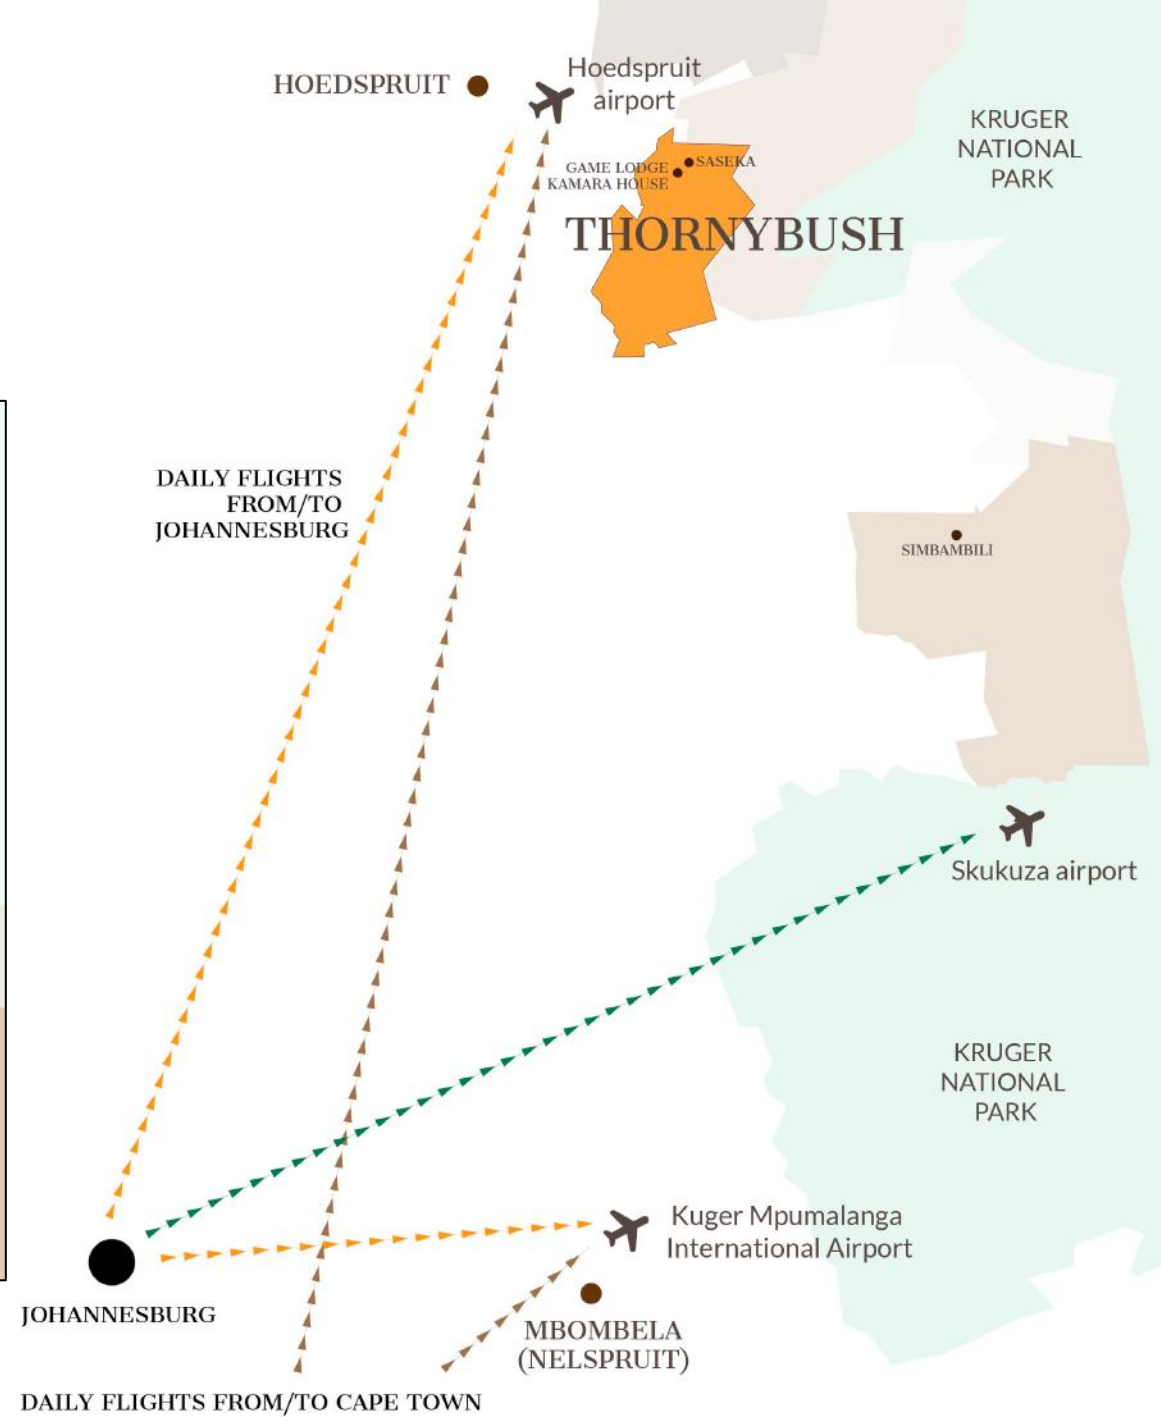 HOEDSPRUIT
Hoedspruit
airport
KRUGER
NATIONAL
PARK
SASEKA
GAME LODGE
KAMARA HOUSE
THORNYBUSH
DAILY FLIGHTS
FROM/TO
JOHANNESBURG
SIMBAMBILI
Skukuza airport
KRUGER
NATIONAL
PARK
Kuger Mpumalanga
International Airport
JOHANNESBURG
MBOMBELA
(NELSPRUIT)
DAILY FLIGHTS FROM/TO CAPE TOWN